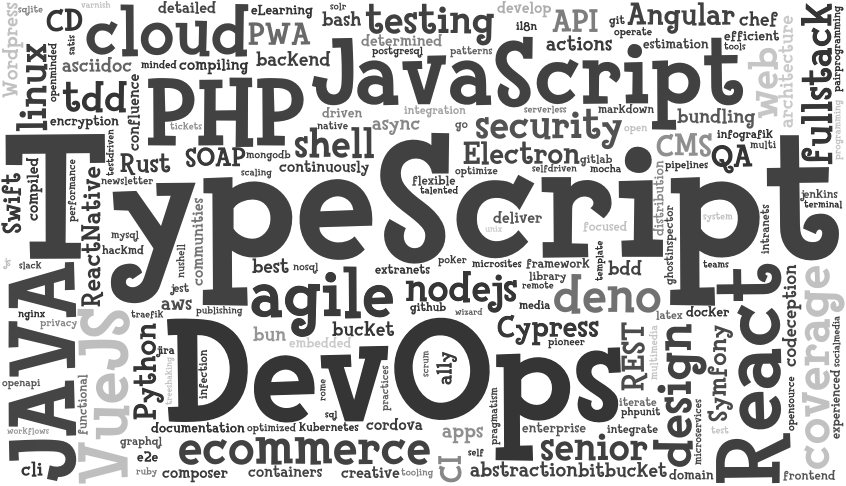 sqlite
varnish
detailed
eLearning
solr
bash
testing
develop
API
git
Angular
chef
CD
cloud
PWA
il8n
operate
efficient
Wordpress
satis
determined
postgresql
patterns
actions
estimation
tools
linux
openminded
asciidoc
minded
compiling
backend
JavaScript
Web
architecture
fullstack
pairprogramming
tdd
confluence
PHP
driven
integration
serverless
markdown
bundling
encryption
tickets
native
async
go
security
open
infografik
programming
testdriven
Rust
SOAP
mongodb
shell
Electron
gitlab
CMS
QA
multi
newsletter
scaling
continuously
optimize
selfdriven
mocha
pipelines
Swift
compiled
performance
TypeScript
flexible
talented
distribution
jenkins
terminal
ReactNative
communities
deliver
focused
system
mysql
hackmd
nushell
unix
ghostinspector
intranets
slack
best
nosql
extranets
poker
microsites
framework
template
bdd
teams
JAVA
jest
aws
agile
nodejs
library
remote
deno
React
coverage
nginx
privacy
traefik
publishing
github
wizard
media
latex
docker
codeception
VueJS
Python
jira
bun
embedded
bucket
Cypress
pioneer
REST
multimedia
design
Symfony
socialmedia
openapi
functional
treeshaking
infection
DevOps
scrum
ally
rome
practices
opensource
experienced
workflows
documentation
optimized
Kubernetes
sql
cordova
pragmatism
iterate
phpunit
microservices
test
graphql
e2e
ecommerce
apps
enterprise
integrate
senior
cli
ruby
composer
containers
creative
tooling
CI
self
abstraction
bitbucket
domain
frontend